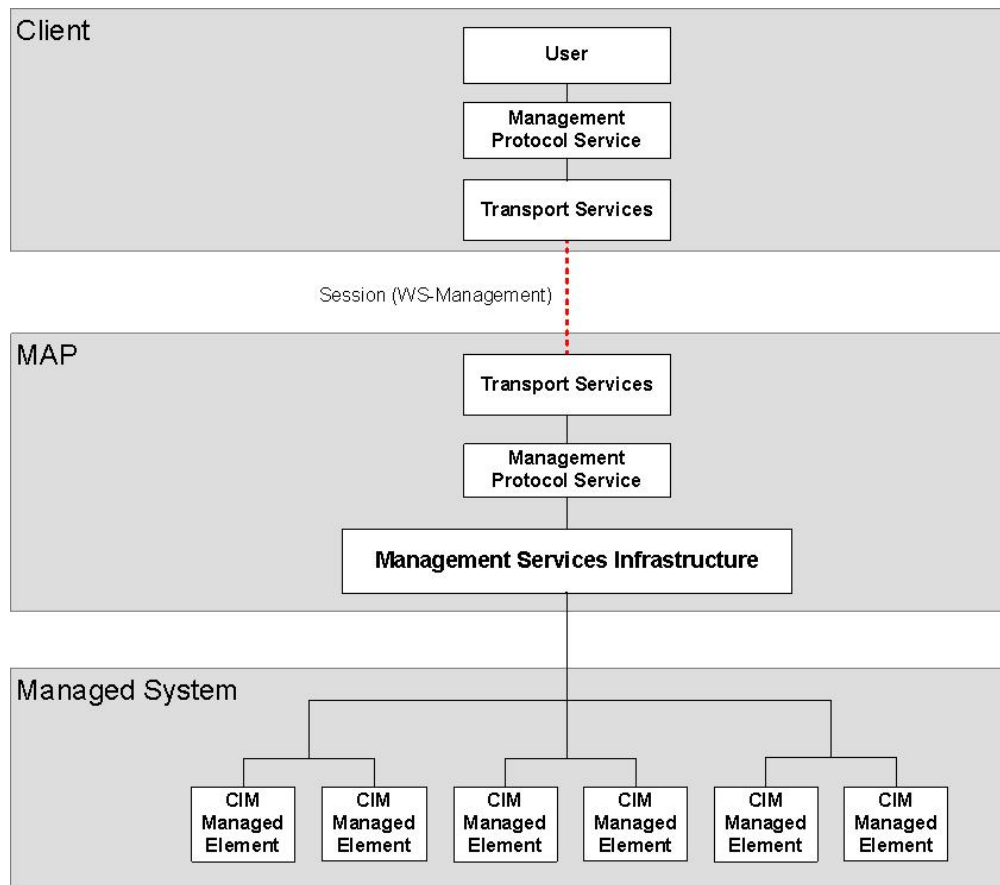 Client
User
Management
Protocol Service
Transport Services
Session (WS-Management)
MAP
Transport Services
Management
Protocol Service
Management Services Infrastructure
Managed System
CIM
Managed
Element
CIM
Managed
Element
CIM
Managed
Element
CIM
Managed
Element
CIM
Managed
Element
CIM
Managed
Element